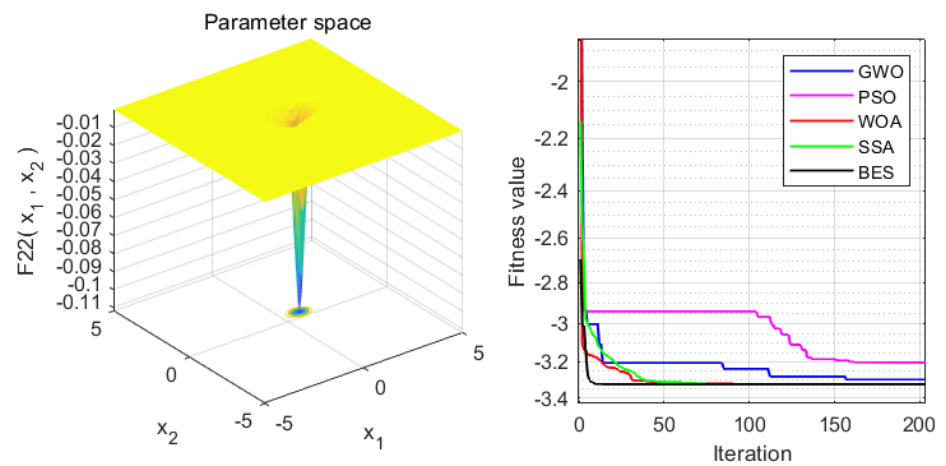 Parameter space
F22( x1 , x2 )
-0.01
-0.02
-0.03
-0.04
-0.05
-0.06
-0.07
-0.08
-0.09
-0.1
-0.11
5
0
-5
x2
-5
0
5
x1
Fitness value
-2
-2.2
-2.4
-2.6
-2.8
-3
-3.2
-3.4
GWO
PSO
WOA
SSA
BES
0 50 100 150 200
Iteration